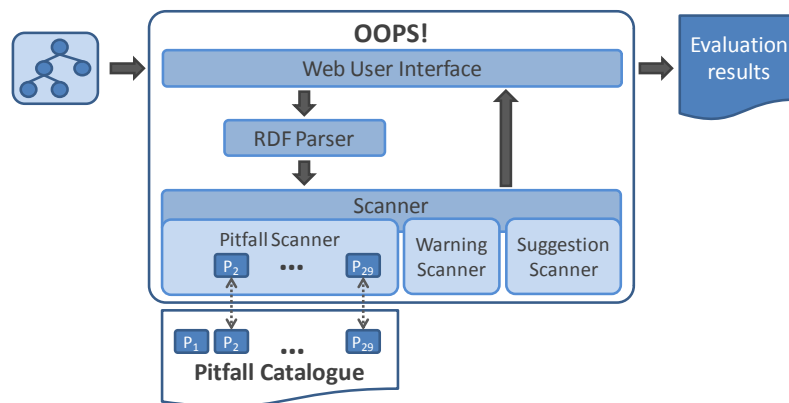 OOPS!
Web User Interface
Evaluation
results
RDF Parser
Scanner
Pitfall Scanner
Warning
Scanner
Suggestion
Scanner
P2 ... P29
P1 P2 ... P29
Pitfall Catalogue